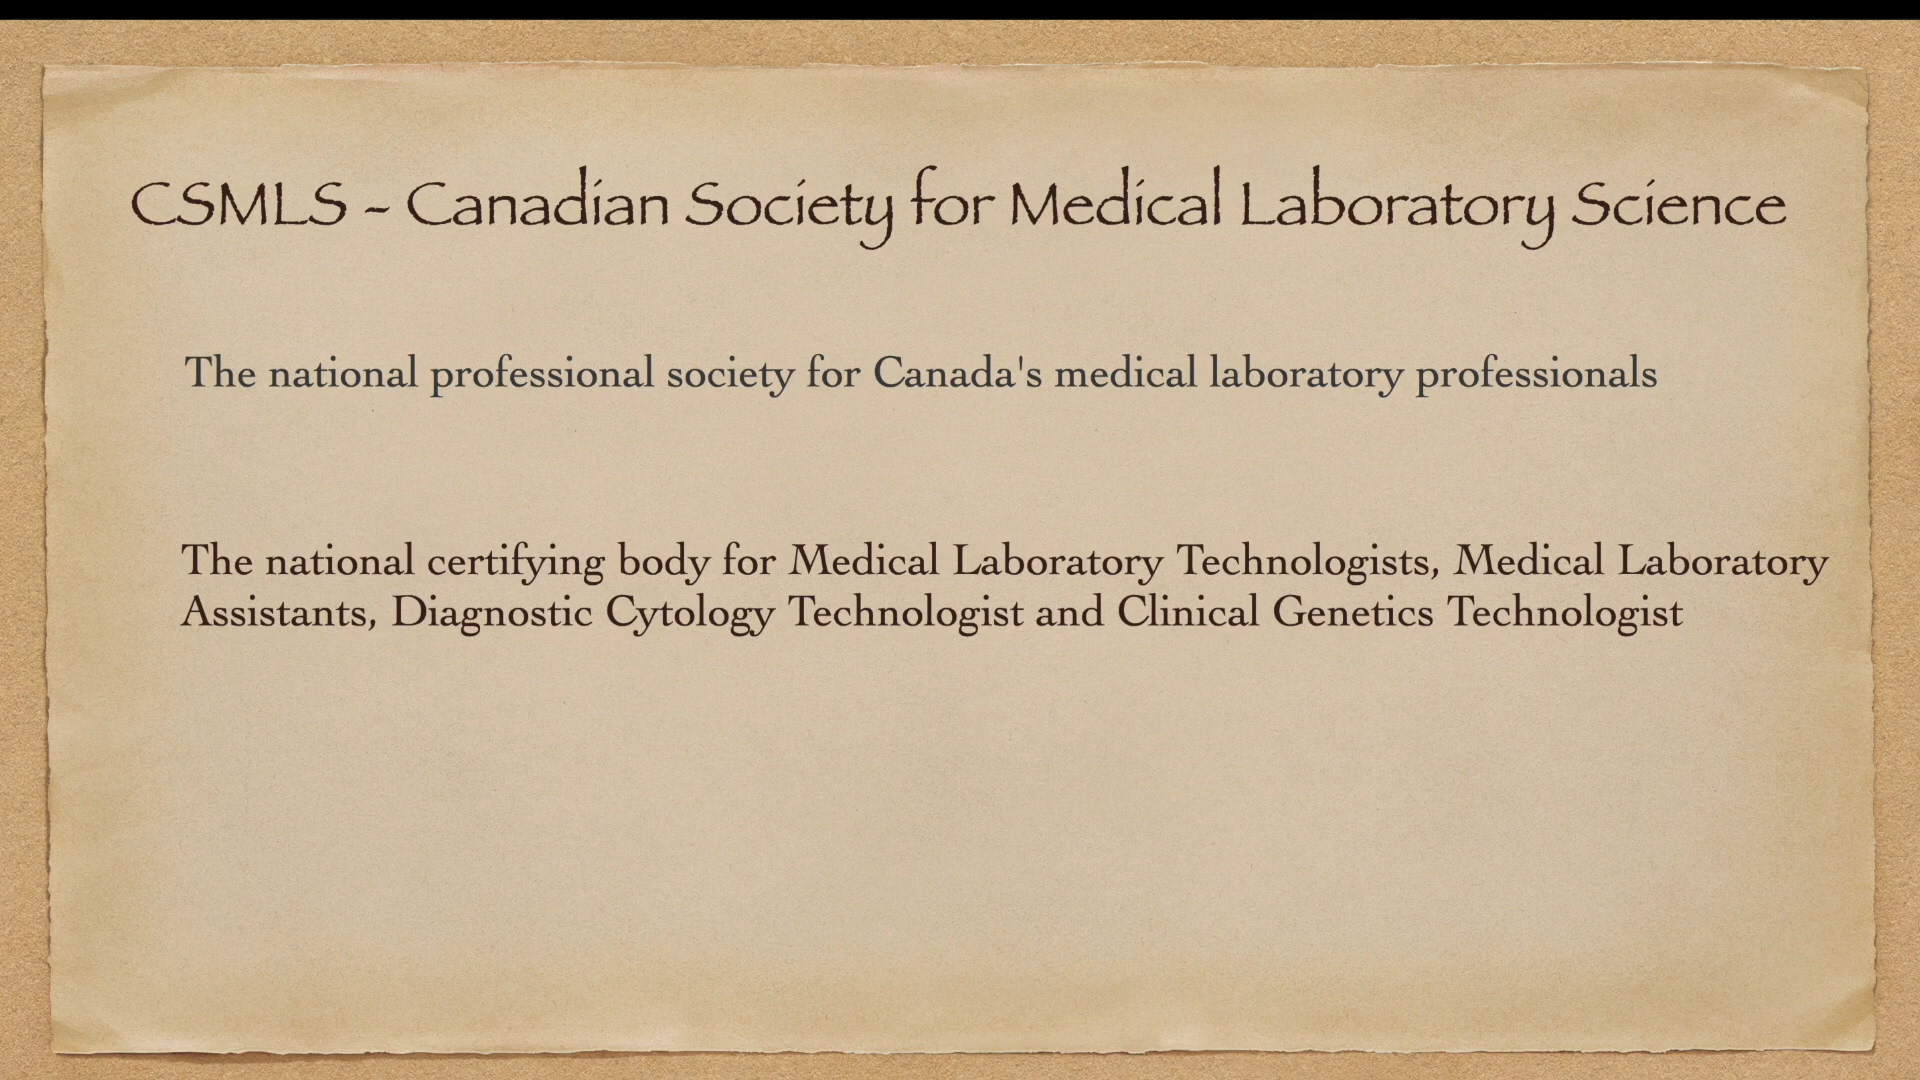 CSMLS - Canadian Society for Medical Laboratory Science
The national professional society for Canada's medical laboratory professionals
The national certifying body for Medical Laboratory Technologists, Medical Laboratory
Assistants, Diagnostic Cytology Technologist and Clinical Genetics Technologist